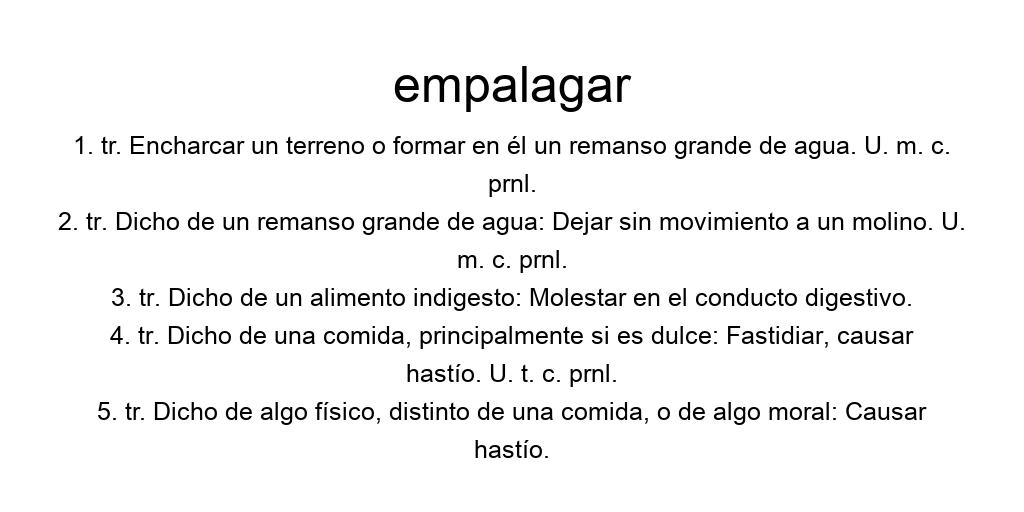 empalagar
1. tr. Encharcar un terreno o formar en él un remanso grande de agua. U. m. c.
prnl.
2. tr. Dicho de un remanso grande de agua: Dejar sin movimiento a un molino. U.
m. c. prnl.
3. tr. Dicho de un alimento indigesto: Molestar en el conducto digestivo.
4. tr. Dicho de una comida, principalmente si es dulce: Fastidiar, causar
hastío. U. t. c. prnl.
5. tr. Dicho de algo físico, distinto de una comida, o de algo moral: Causar
hastío.